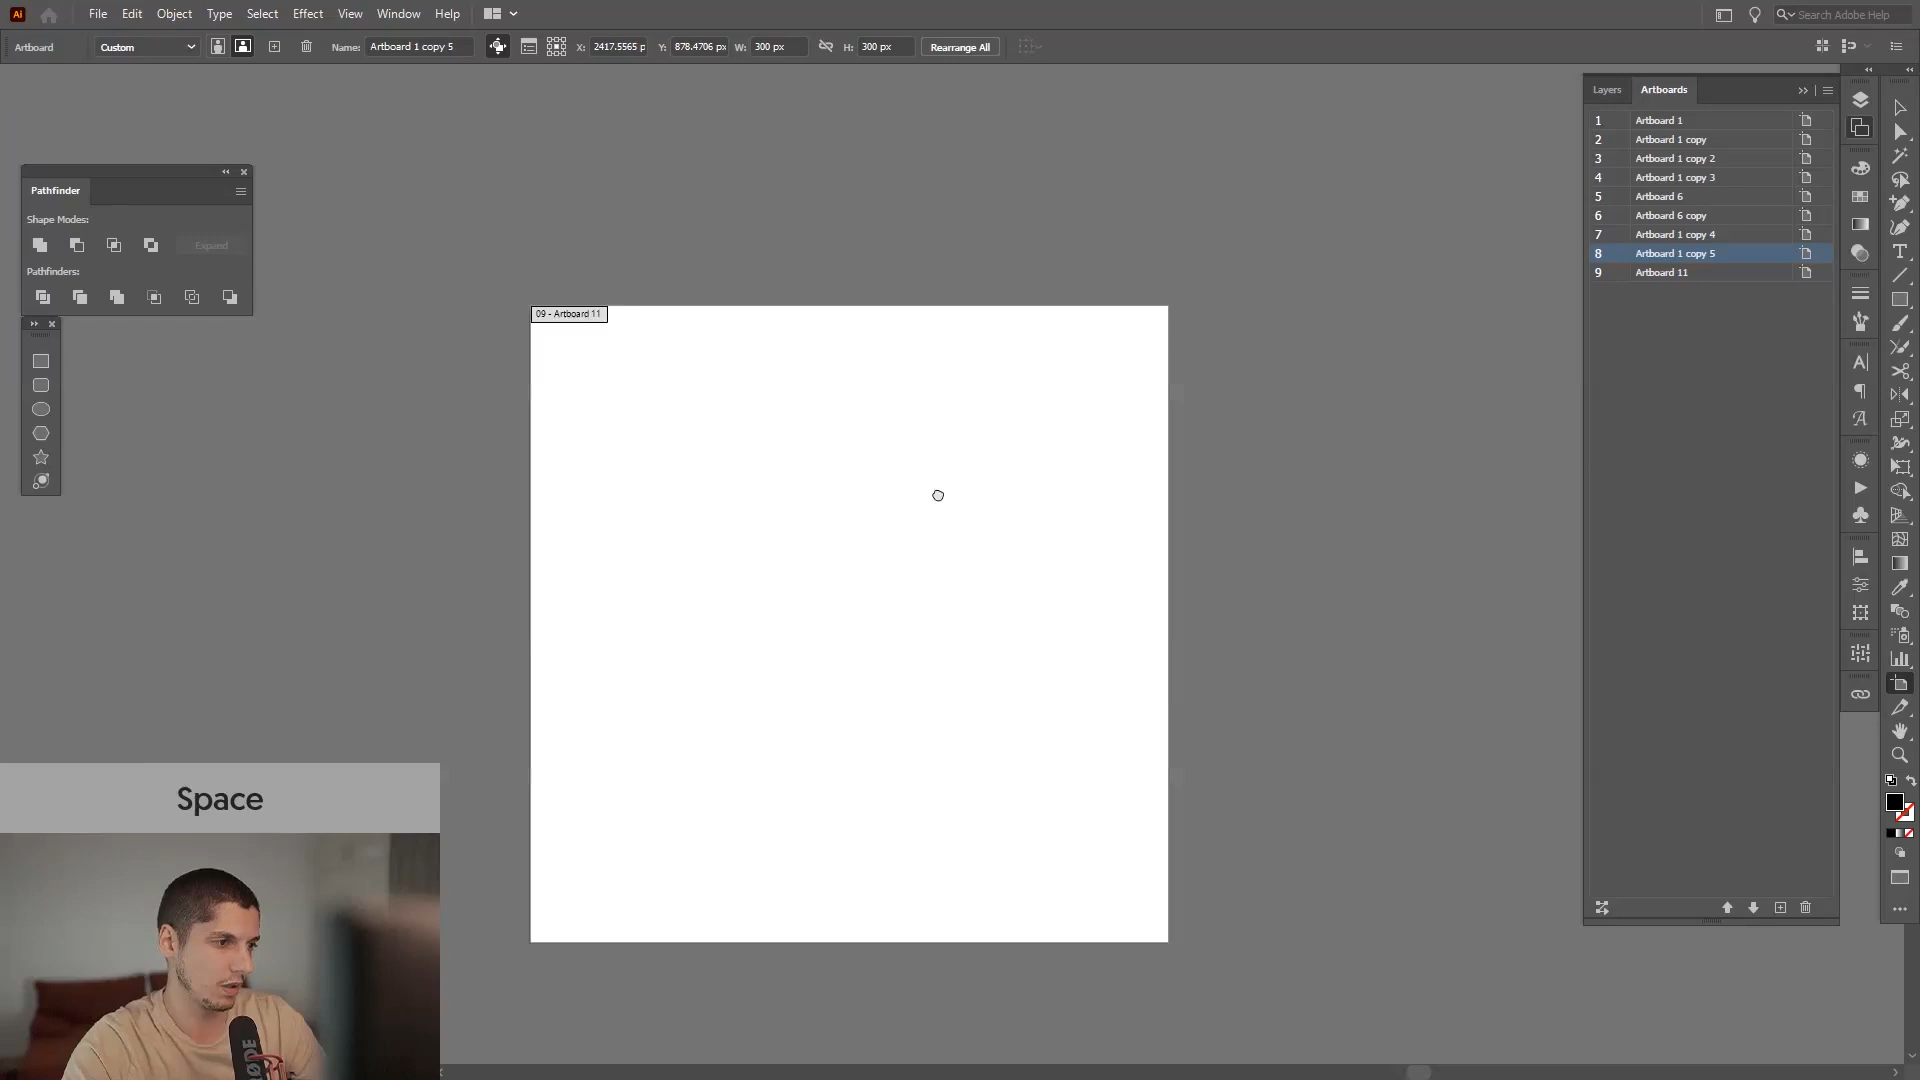 Ai
File Edit Object Type Select Effect View Window Help
Search Adobe Help
Artboard Custom Name: Artboard 1 copy 5 X: 2417.5565 p Y: 878.4706 px W: 300 px H: 300 px Rearrange All
Layers Artboards
1 Artboard 1
2 Artboard 1 copy
3 Artboard 1 copy 2
4 Artboard 1 copy 3
5 Artboard 6
6 Artboard 6 copy
7 Artboard 1 copy 4
8 Artboard 1 copy 5
9 Artboard 11
Pathfinder
Shape Modes:
Expand
Pathfinders:
09 - Artboard 11
Space
RØDE